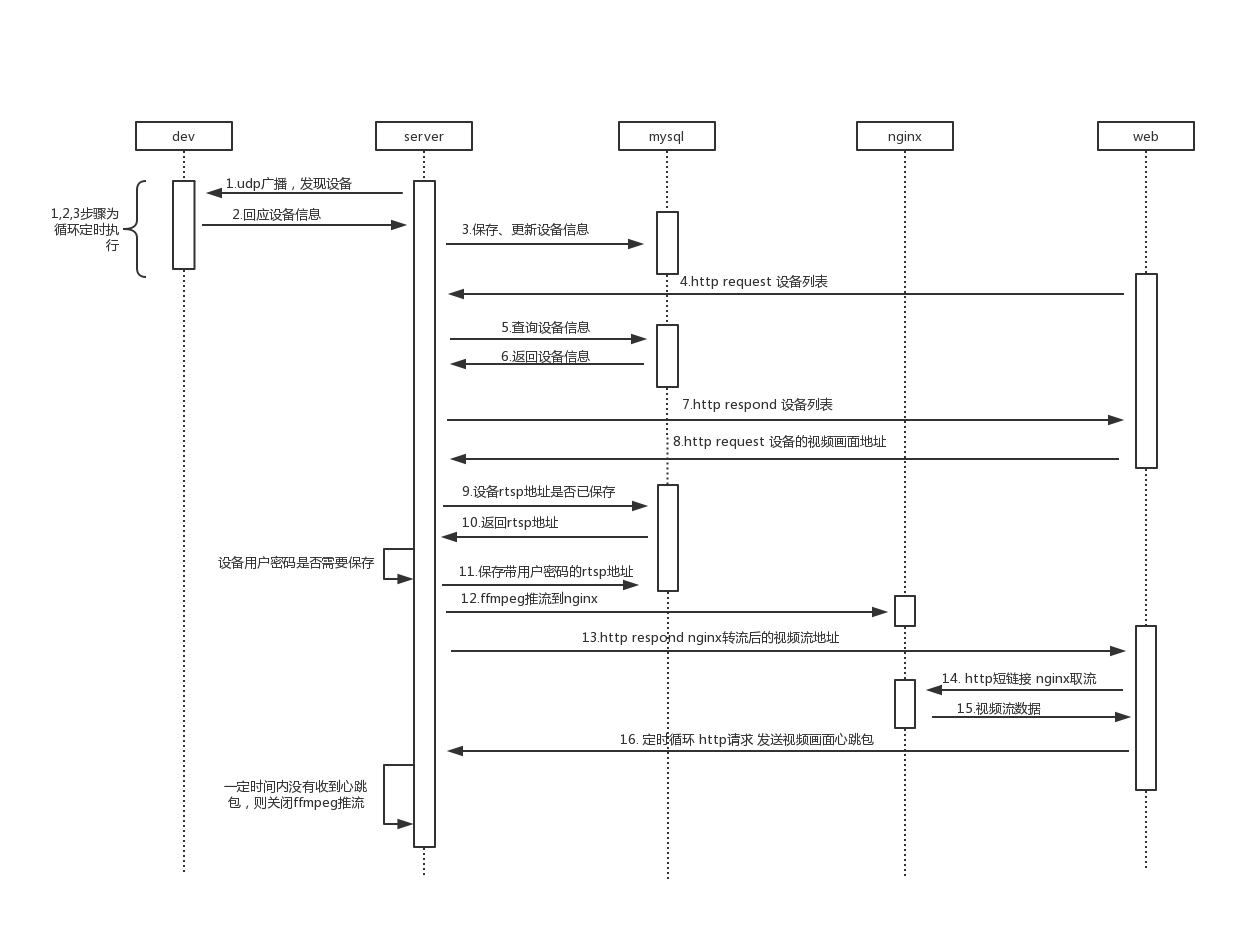 dev
server
mysql
nginx
web
1.udp广播，发现设备
1,2,3步骤为
循环定时执
行
2.回应设备信息
3.保存、更新设备信息
4.http request 设备列表
5.查询设备信息
6.返回设备信息
7.http respond 设备列表
8.http request 设备的视频画面地址
9.设备rtsp地址是否已保存
10.返回rtsp地址
设备用户密码是否需要保存
11.保存带用户密码的rtsp地址
12.ffmpeg推流到nginx
13.http respond nginx转流后的视频流地址
14. http短链接 nginx取流
15.视频流数据
16. 定时循环 http请求 发送视频画面心跳包
一定时间内没有收到心跳
包，则关闭ffmpeg推流